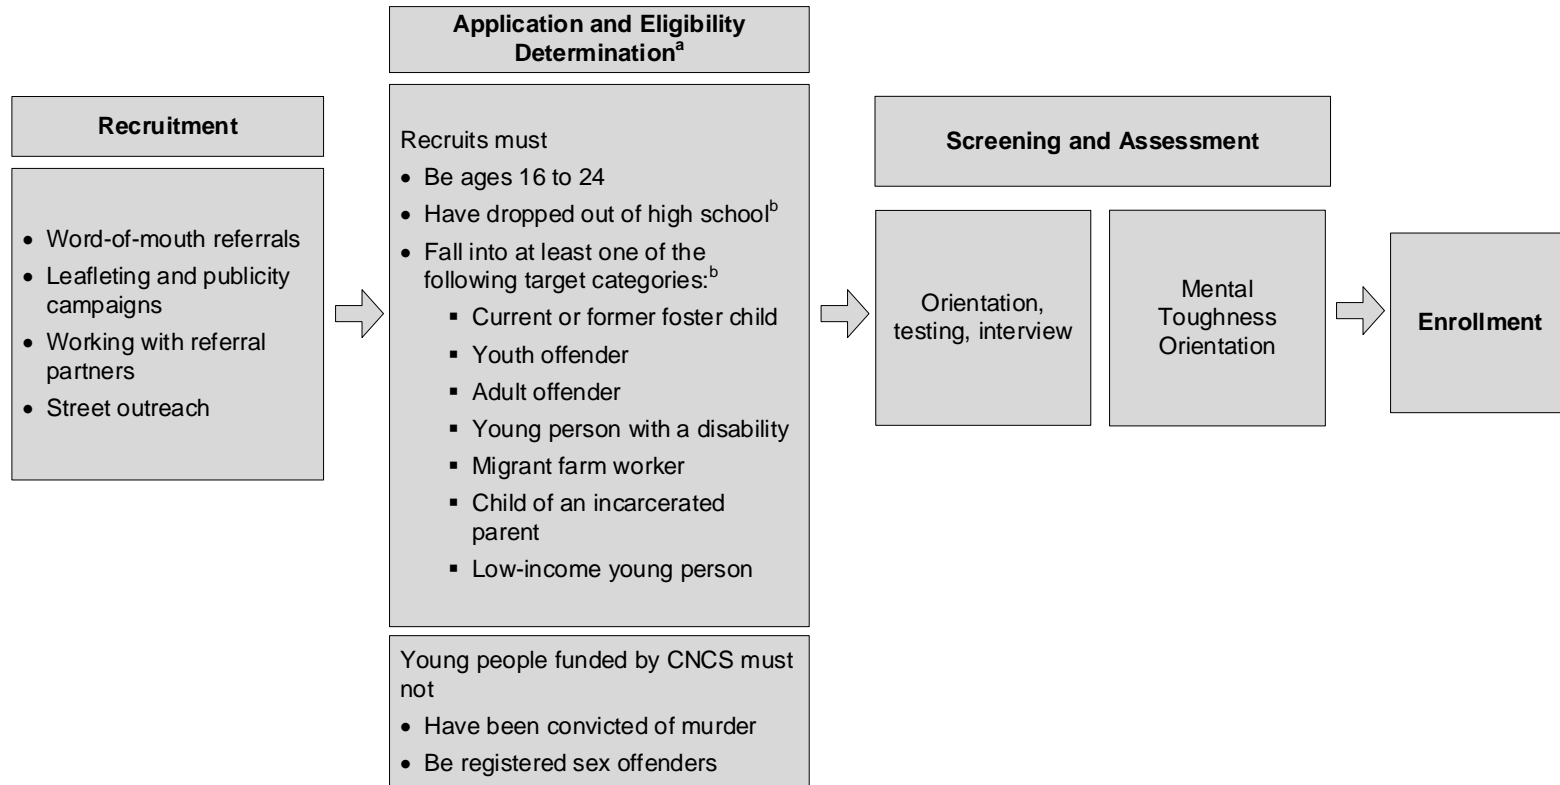 Recruitment
• Word-of-mouth referrals
• Leafleting and publicity
campaigns
• Working with referral
partners
• Street outreach
Application and Eligibility
Determinationᵃ
Recruits must
• Be ages 16 to 24
• Have dropped out of high schoolᵇ
• Fall into at least one of the
following target categories:ᵇ
▪ Current or former foster child
▪ Youth offender
▪ Adult offender
▪ Young person with a disability
▪ Migrant farm worker
▪ Child of an incarcerated
parent
▪ Low-income young person
Young people funded by CNCS must
not
• Have been convicted of murder
• Be registered sex offenders
Screening and Assessment
Orientation,
testing, interview
Mental
Toughness
Orientation
Enrollment